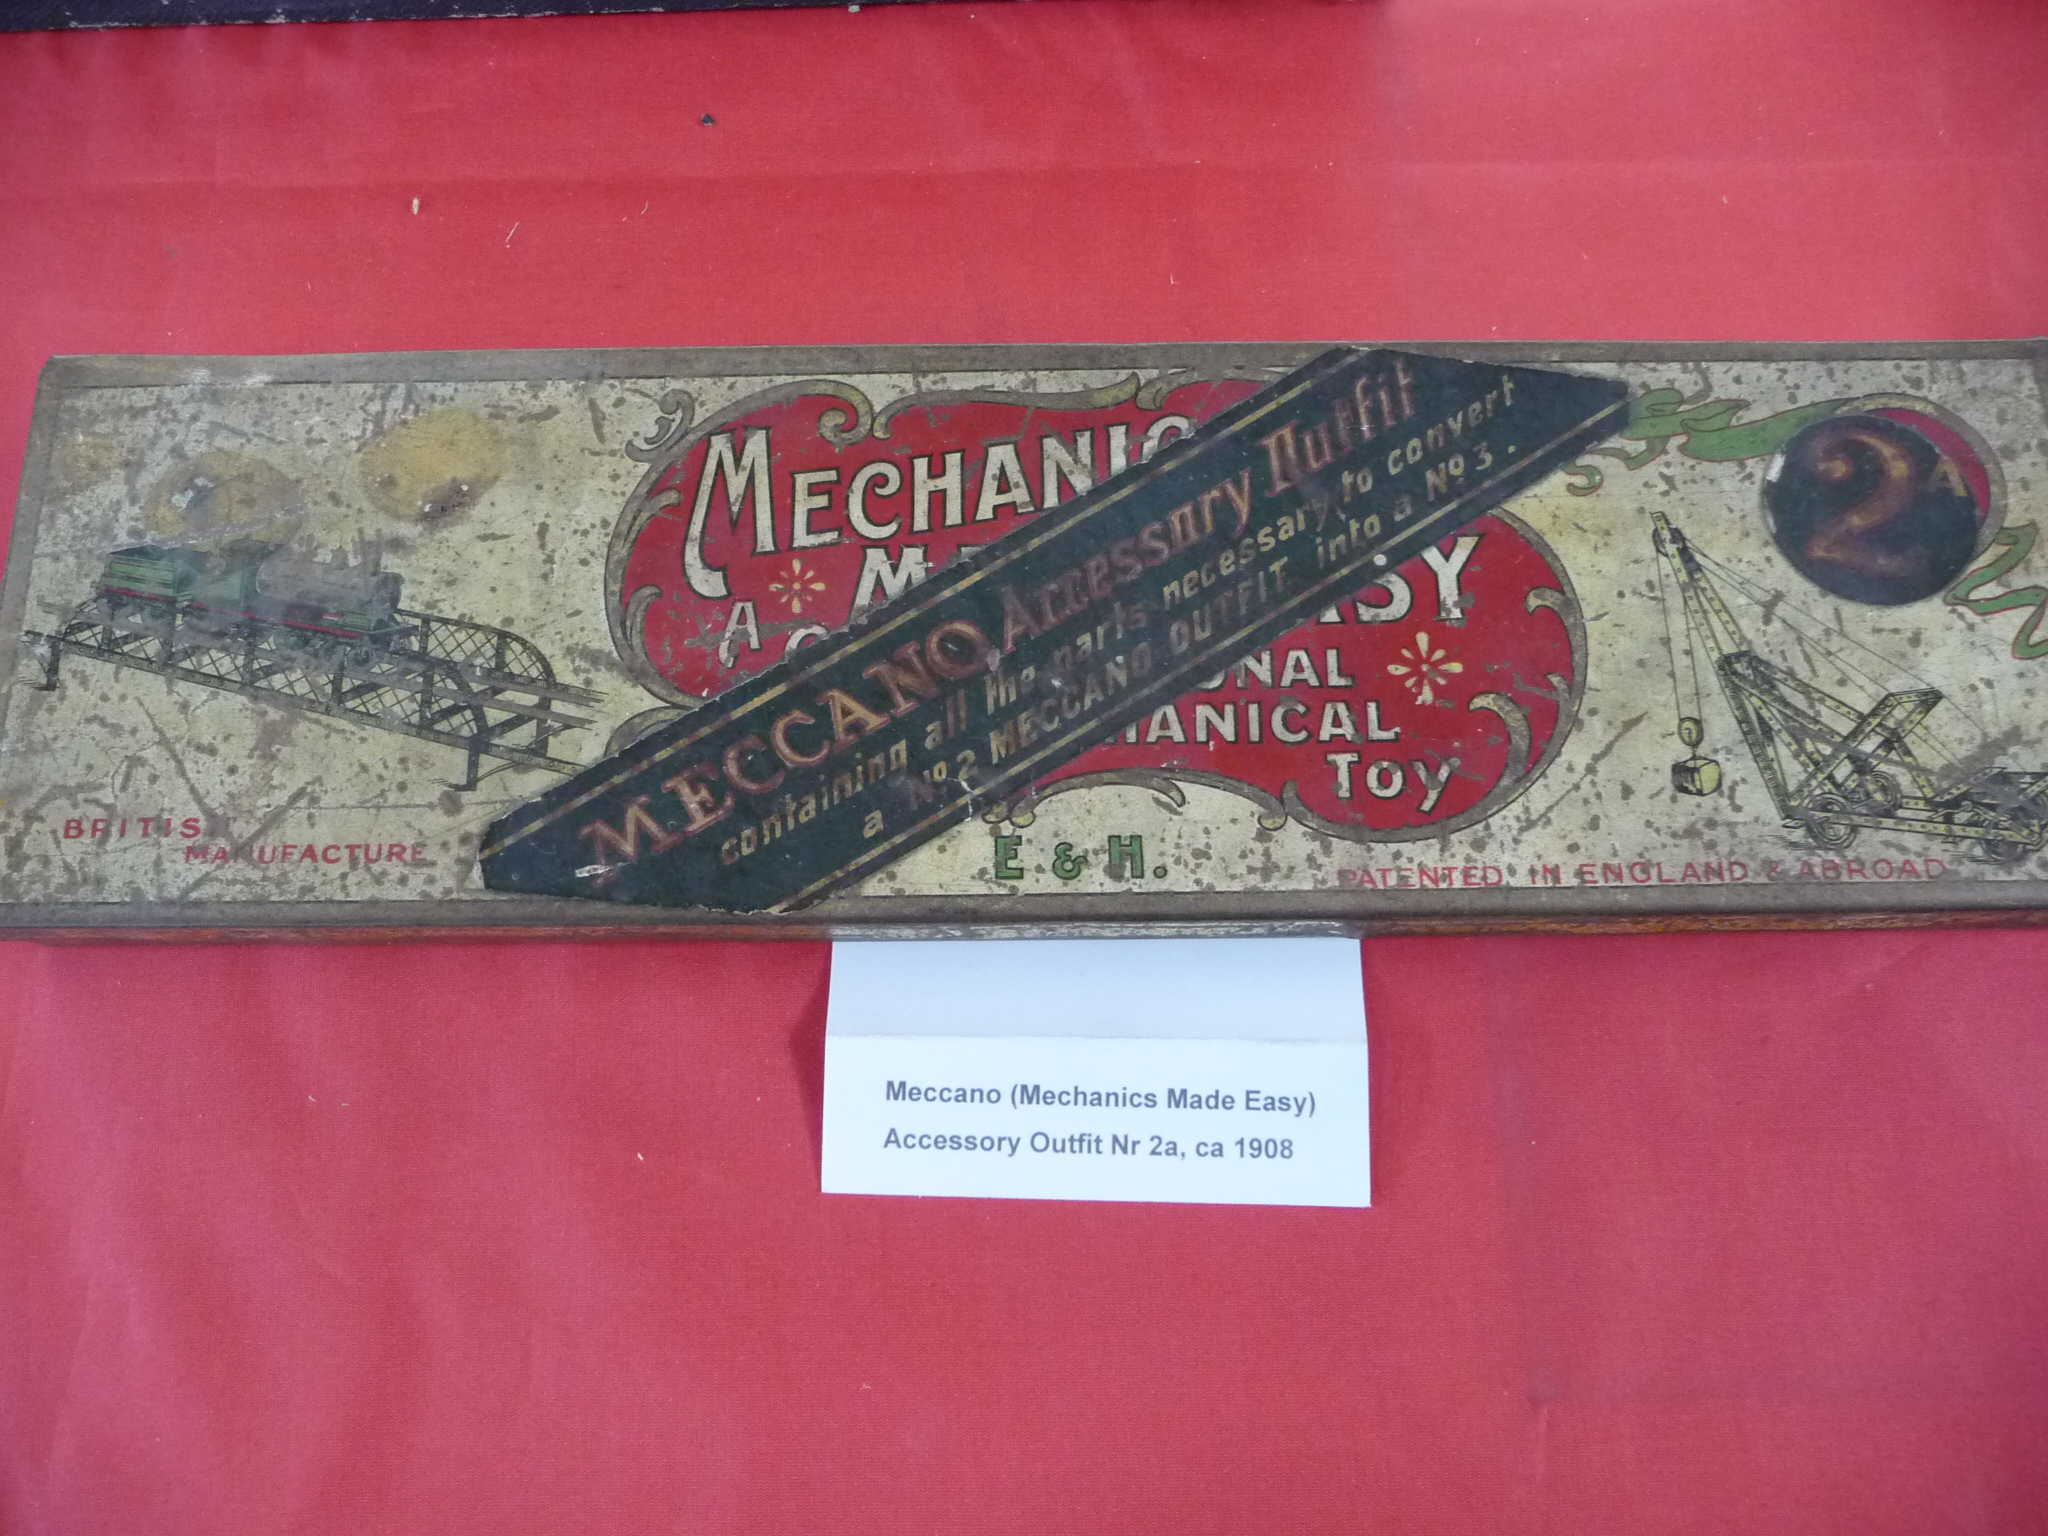 MECHANIC
A
SY
ONAL
HANICAL
TOY
MECCANO Accessory Outfit
containing all the parts necessary to convert
a No 2 MECCANO OUTFIT into a No 3.
2A
BRITIS
MANUFACTURE
E & H.
PATENTED IN ENGLAND & ABROAD
Meccano (Mechanics Made Easy)
Accessory Outfit Nr 2a, ca 1908